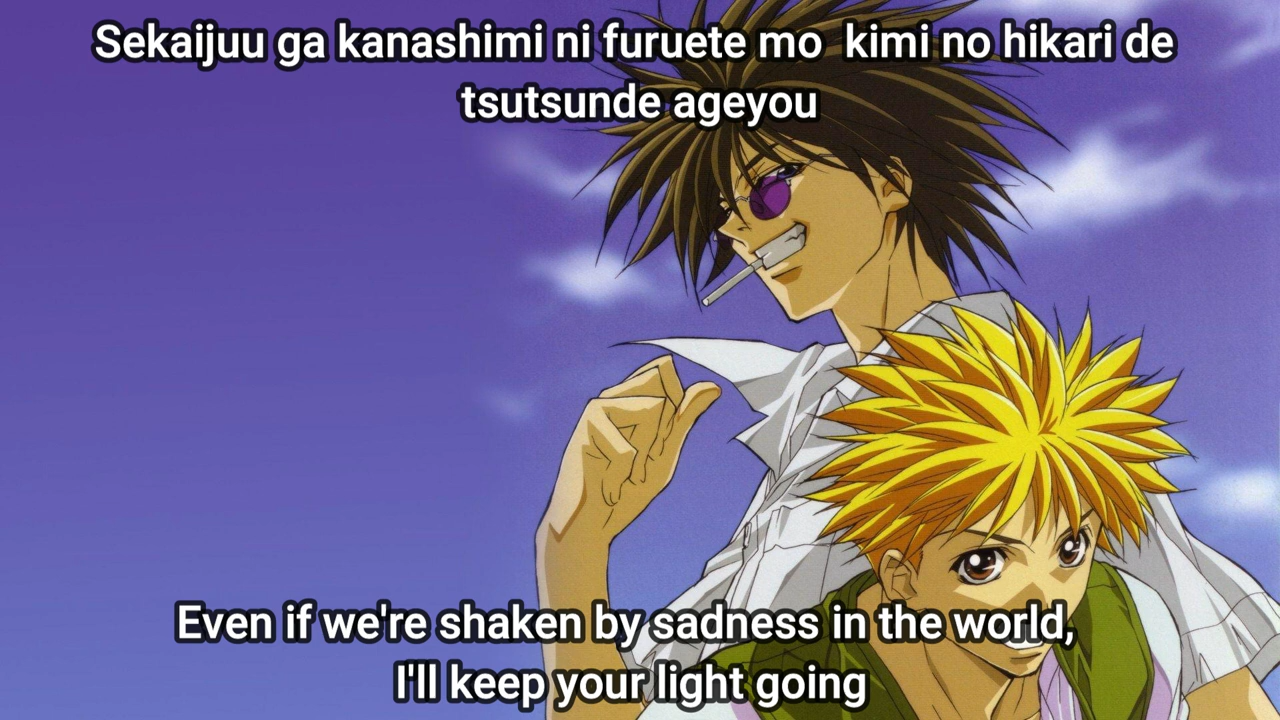 Sekaijuu ga kanashimi ni furuete mo  kimi no hikari de
tsutsunde ageyou
Even if we're shaken by sadness in the world,
I'll keep your light going